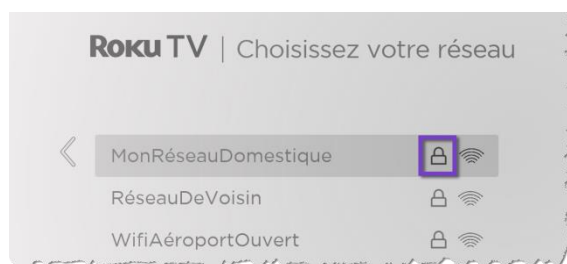 Roku TV | Choisissez votre réseau
MonRéseauDomestique
RéseauDeVoisin
WifiAéroportOuvert